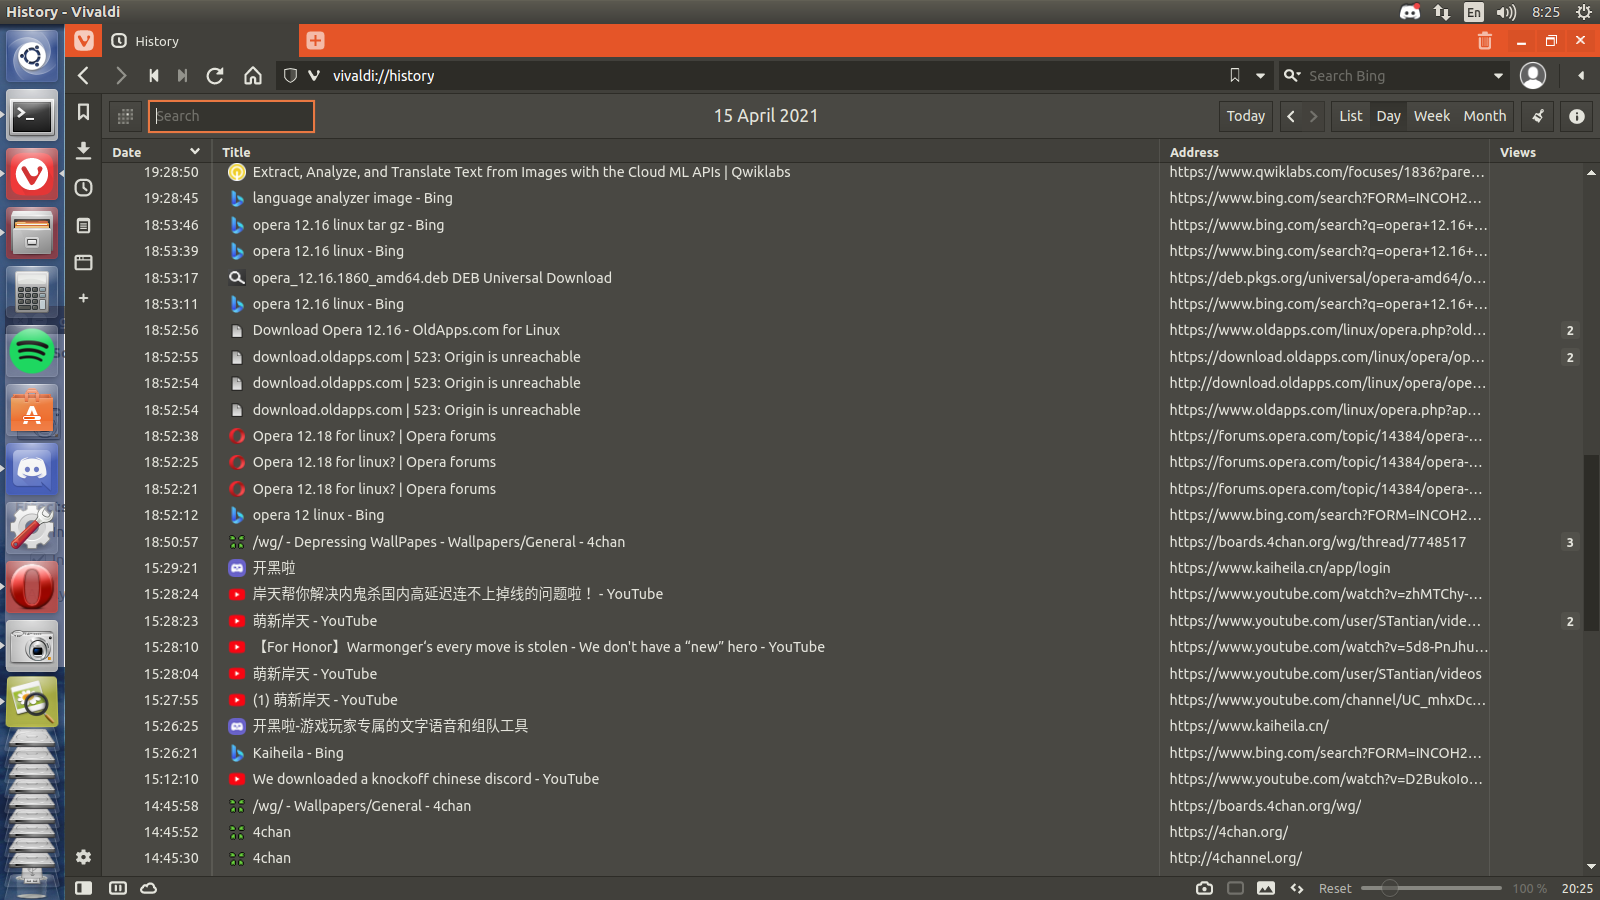 History - Vivaldi
En
8:25
History
vivaldi://history
Search Bing
Search
15 April 2021
Today
List
Day
Week
Month
Date
Title
Address
Views
19:28:50 Extract, Analyze, and Translate Text from Images with the Cloud ML APIs | Qwiklabs https://www.qwiklabs.com/focuses/1836?pare...
19:28:45 language analyzer image - Bing https://www.bing.com/search?FORM=INCOH2...
18:53:46 opera 12.16 linux tar gz - Bing https://www.bing.com/search?q=opera+12.16+...
18:53:39 opera 12.16 linux - Bing https://www.bing.com/search?q=opera+12.16+...
18:53:17 opera_12.16.1860_amd64.deb DEB Universal Download https://deb.pkgs.org/universal/opera-amd64/o...
18:53:11 opera 12.16 linux - Bing https://www.bing.com/search?q=opera+12.16+...
18:52:56 Download Opera 12.16 - OldApps.com for Linux https://www.oldapps.com/linux/opera.php?old... 2
18:52:55 download.oldapps.com | 523: Origin is unreachable https://download.oldapps.com/linux/opera/op... 2
18:52:54 download.oldapps.com | 523: Origin is unreachable http://download.oldapps.com/linux/opera/ope...
18:52:54 download.oldapps.com | 523: Origin is unreachable https://www.oldapps.com/linux/opera.php?ap...
18:52:38 Opera 12.18 for linux? | Opera forums https://forums.opera.com/topic/14384/opera-...
18:52:25 Opera 12.18 for linux? | Opera forums https://forums.opera.com/topic/14384/opera-...
18:52:21 Opera 12.18 for linux? | Opera forums https://forums.opera.com/topic/14384/opera-...
18:52:12 opera 12 linux - Bing https://www.bing.com/search?FORM=INCOH2...
18:50:57 /wg/ - Depressing WallPapes - Wallpapers/General - 4chan https://boards.4chan.org/wg/thread/7748517 3
15:29:21 开黑啦 https://www.kaiheila.cn/app/login
15:28:24 岸天帮你解决内鬼杀国内高延迟连不上掉线的问题啦！ - YouTube https://www.youtube.com/watch?v=zhMTChy-...
15:28:23 萌新岸天 - YouTube https://www.youtube.com/user/STantian/vide... 2
15:28:10 【For Honor】Warmonger‘s every move is stolen - We don't have a “new” hero - YouTube https://www.youtube.com/watch?v=5d8-PnJhu...
15:28:04 萌新岸天 - YouTube https://www.youtube.com/user/STantian/videos
15:27:55 (1) 萌新岸天 - YouTube https://www.youtube.com/channel/UC_mhxDc...
15:26:25 开黑啦-游戏玩家专属的文字语音和组队工具 https://www.kaiheila.cn/
15:26:21 Kaiheila - Bing https://www.bing.com/search?FORM=INCOH2...
15:12:10 We downloaded a knockoff chinese discord - YouTube https://www.youtube.com/watch?v=D2BukoIo...
14:45:58 /wg/ - Wallpapers/General - 4chan https://boards.4chan.org/wg/
14:45:52 4chan https://4chan.org/
14:45:30 4chan http://4channel.org/
Reset
100 %
20:25